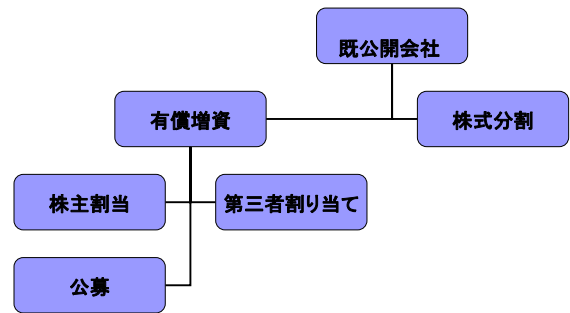 既公開会社
有償増資
株式分割
株主割当
第三者割り当て
公募